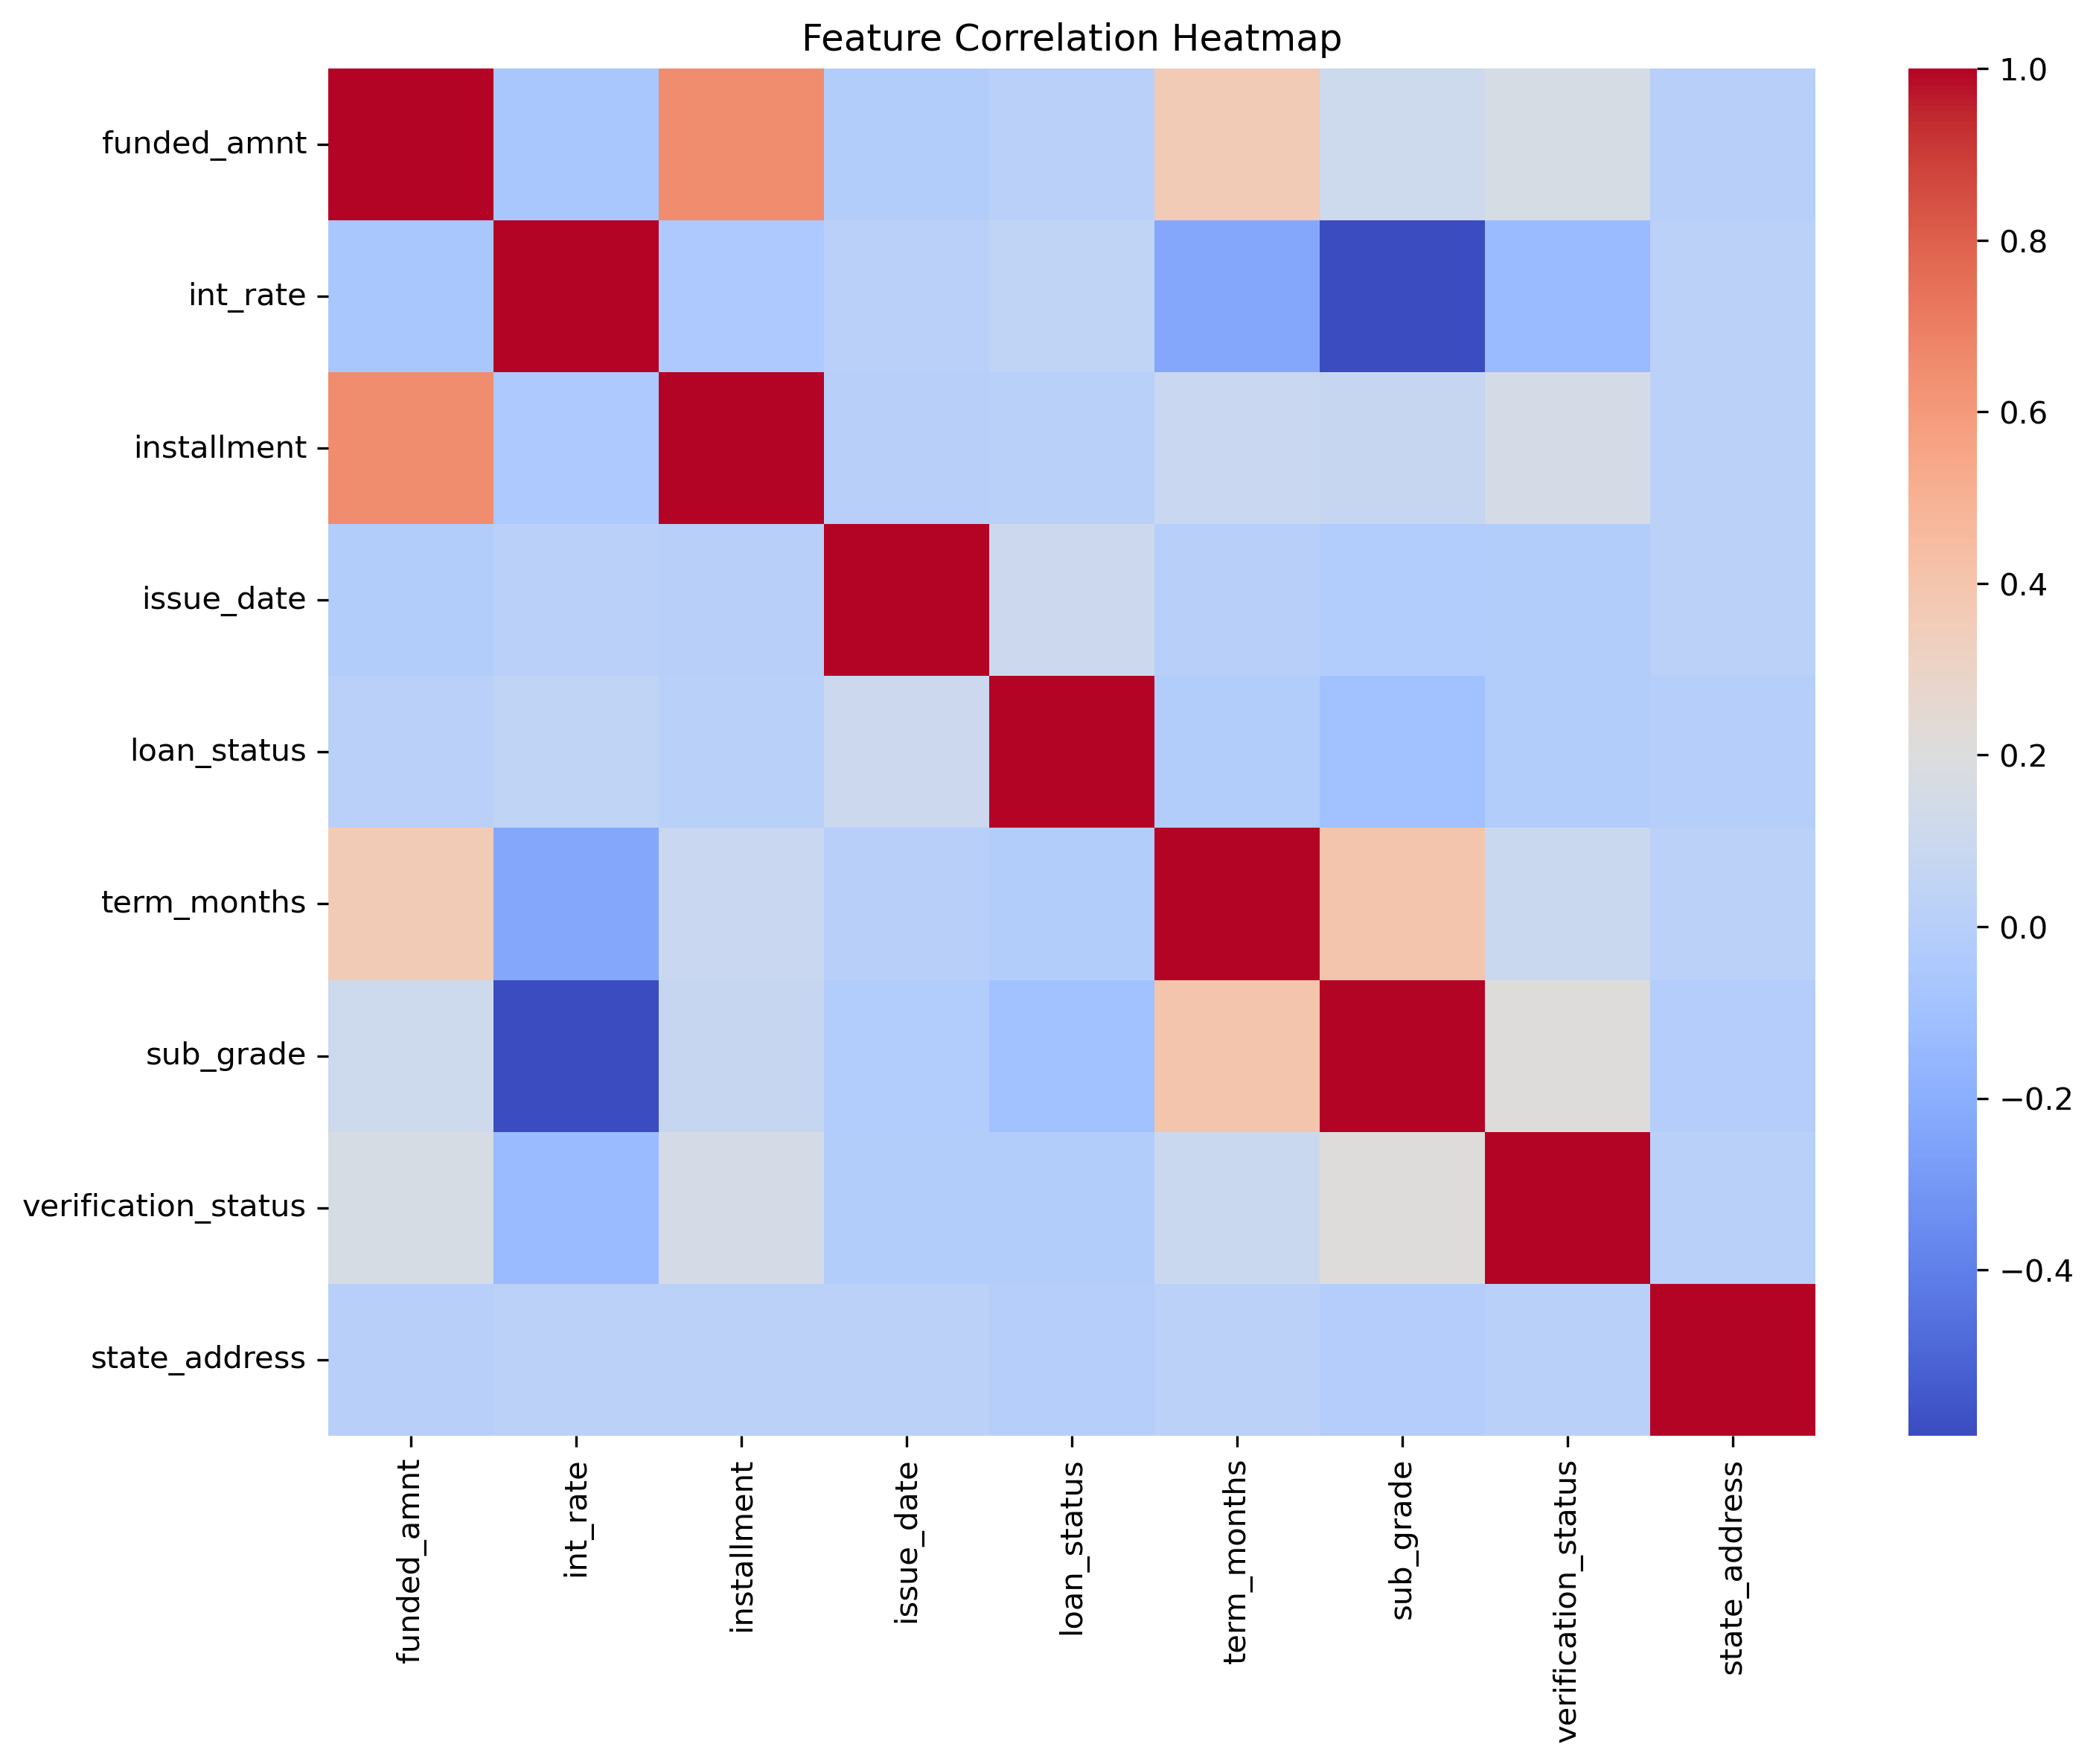 Feature Correlation Heatmap
funded_amnt
int_rate
installment
issue_date
loan_status
term_months
sub_grade
verification_status
state_address
funded_amnt
int_rate
installment
issue_date
loan_status
term_months
sub_grade
verification_status
state_address
1.0
0.8
0.6
0.4
0.2
0.0
−0.2
−0.4